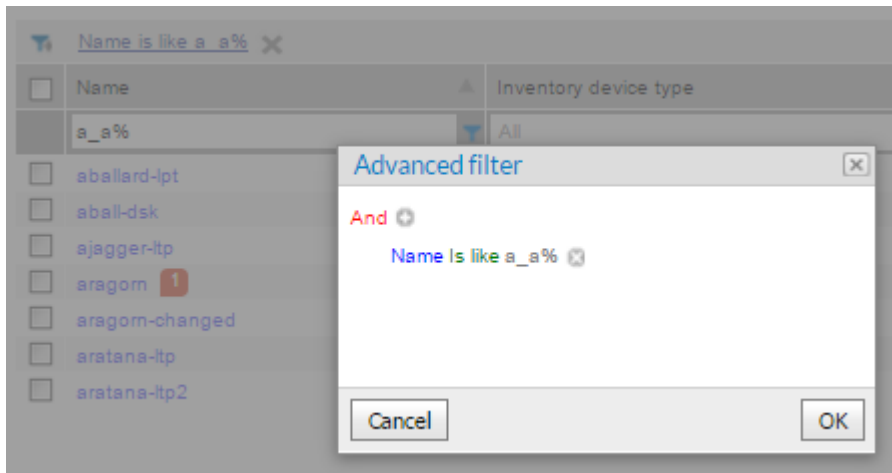 Name is like a_a%
Name Inventory device type
a_a% All
Advanced filter
And
Name Is like a_a%
aballard-lpt
aball-dsk
ajagger-ltp
aragorn 1
aragorn-changed
aratana-ltp
aratana-ltp2
Cancel OK